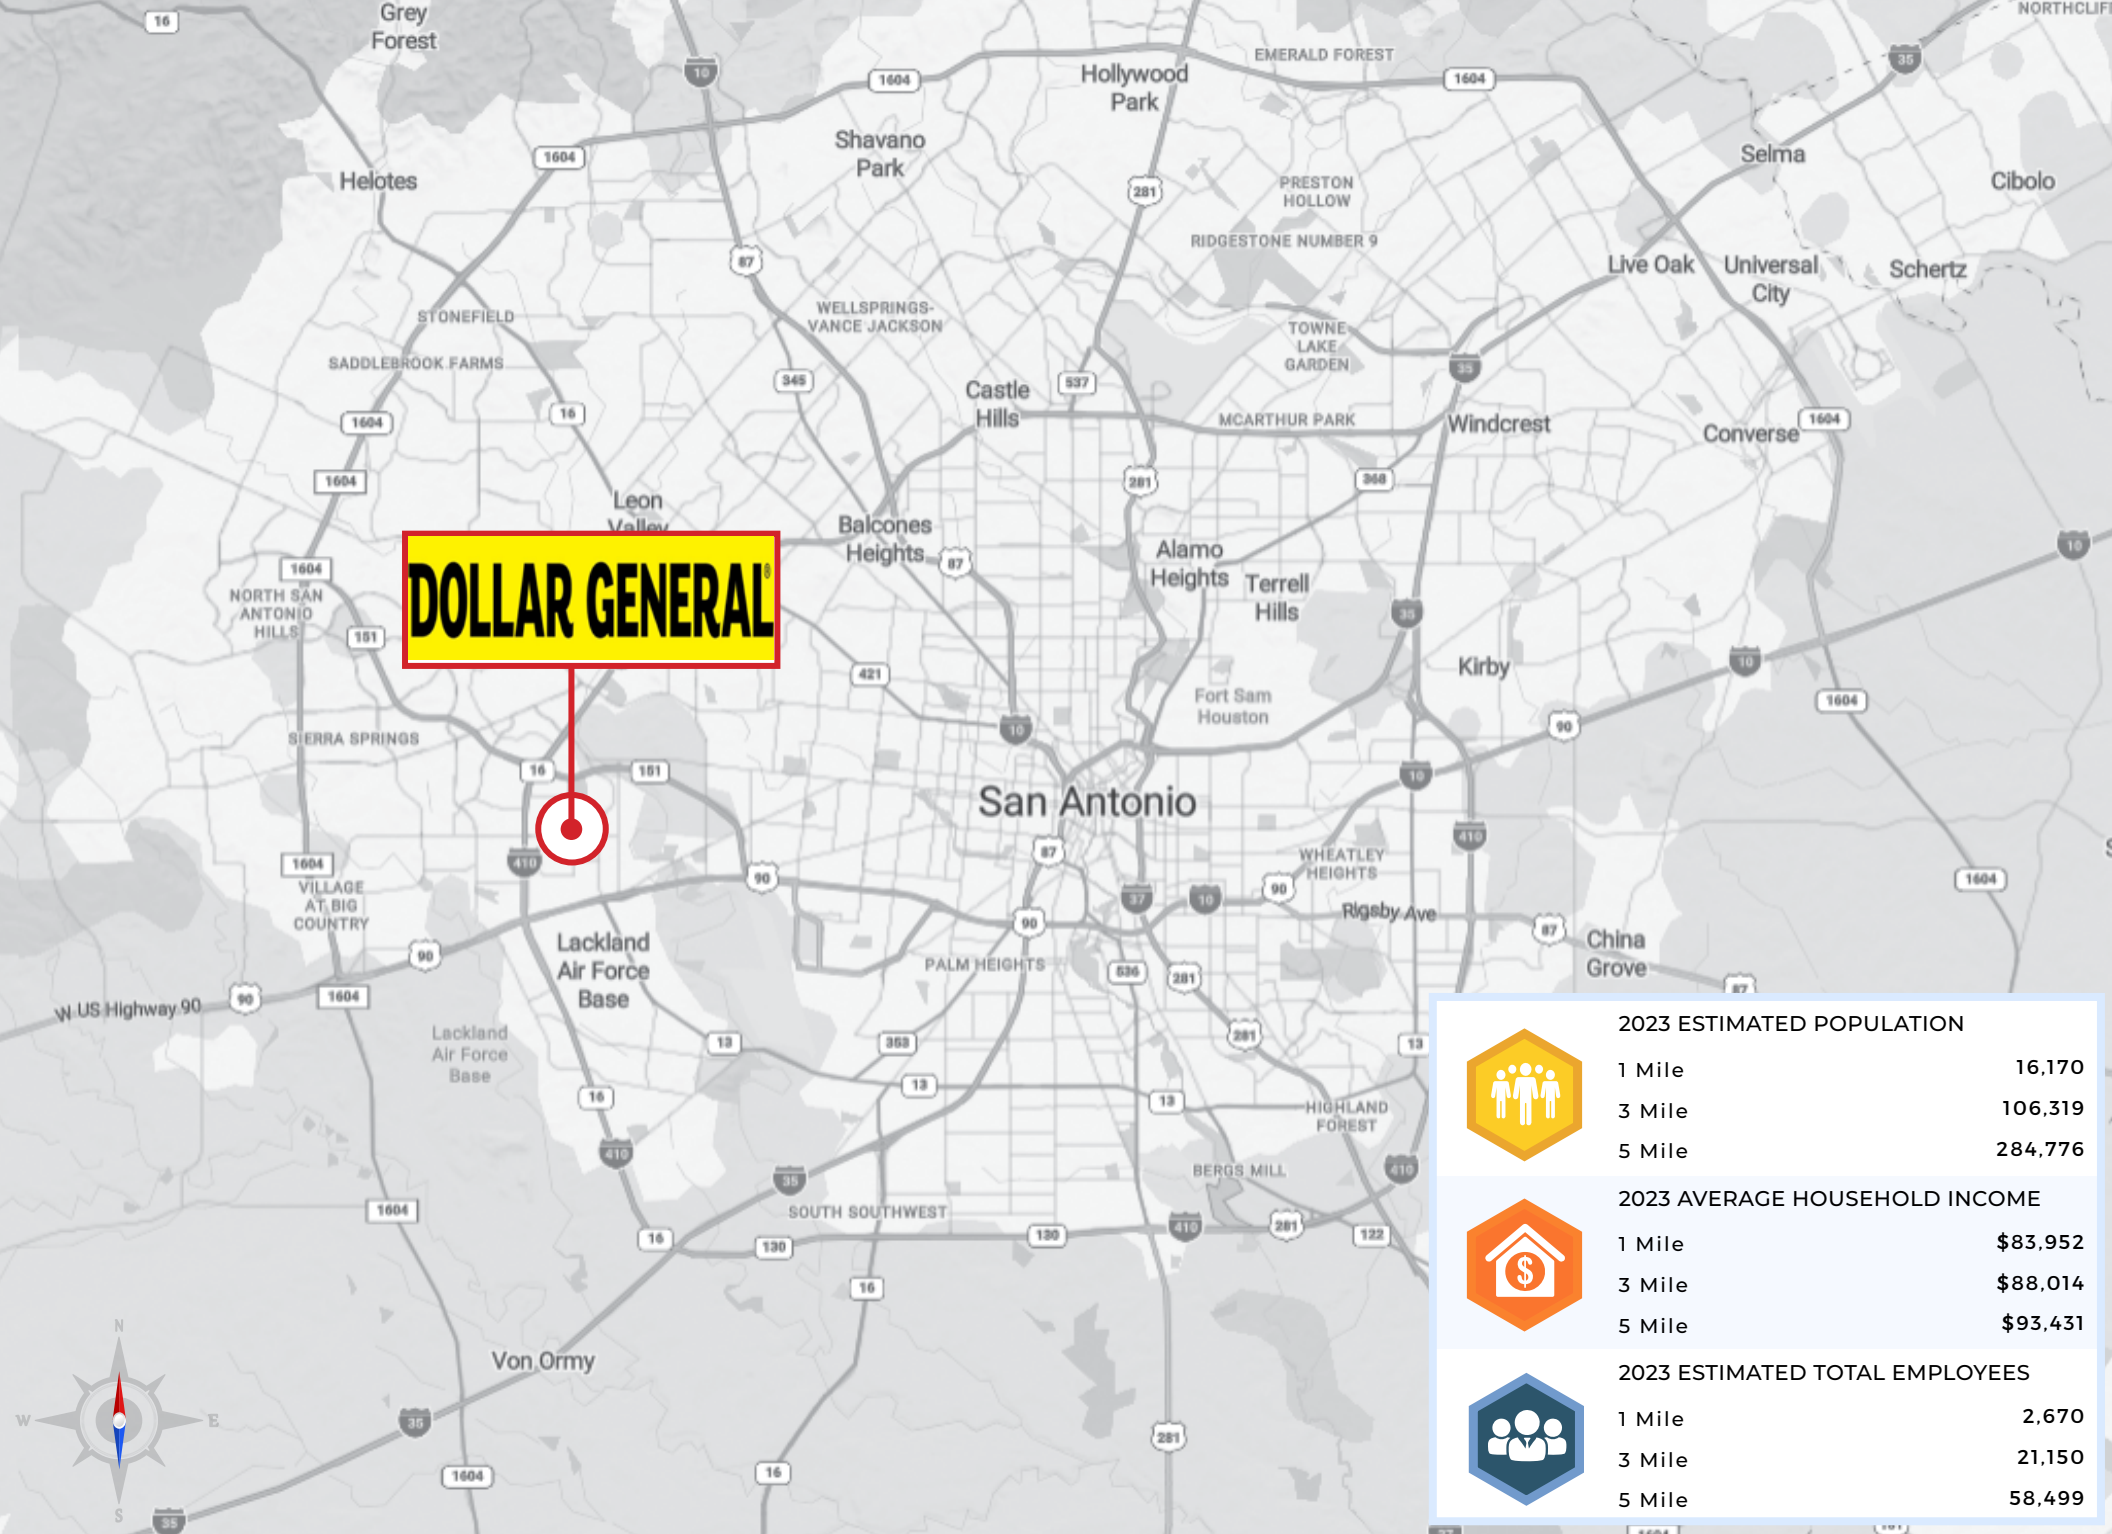 Grey
Forest
NORTHCLIF
16
10
35
EMERALD FOREST
1604
Hollywood
Park
1604
Shavano
Park
1604
Selma
Helotes
Cibolo
281
PRESTON
HOLLOW
RIDGESTONE NUMBER 9
87
Live Oak
Universal
City
Schertz
STONEFIELD
WELLSPRINGS-
VANCE JACKSON
TOWNE
LAKE
GARDEN
SADDLEBROOK FARMS
35
345
537
Castle
Hills
16
1604
MCARTHUR PARK
Windcrest
1604
Converse
1604
281
368
Leon
Valley
Balcones
Heights
87
Alamo
Heights
10
1604
Terrell
Hills
DOLLAR GENERAL®
NORTH SAN
ANTONIO
HILLS
151
35
Kirby
10
421
Fort Sam
Houston
1604
10
90
SIERRA SPRINGS
16
151
10
San Antonio
410
87
410
1604
WHEATLEY
HEIGHTS
90
90
1604
VILLAGE
AT BIG
COUNTRY
37
10
Rigsby Ave
90
87
China
Grove
Lackland
Air Force
Base
90
PALM HEIGHTS
536
281
87
90
1604
W US Highway 90
Lackland
Air Force
Base
13
353
281
13
13
16
13
HIGHLAND
FOREST
410
35
BERGS MILL
410
1604
SOUTH SOUTHWEST
16
130
130
410
281
122
16
Von Ormy
35
281
1604
16
35
N
W
E
S
2023 ESTIMATED POPULATION
1 Mile 16,170
3 Mile 106,319
5 Mile 284,776
2023 AVERAGE HOUSEHOLD INCOME
$
1 Mile $83,952
3 Mile $88,014
5 Mile $93,431
2023 ESTIMATED TOTAL EMPLOYEES
1 Mile 2,670
3 Mile 21,150
5 Mile 58,499